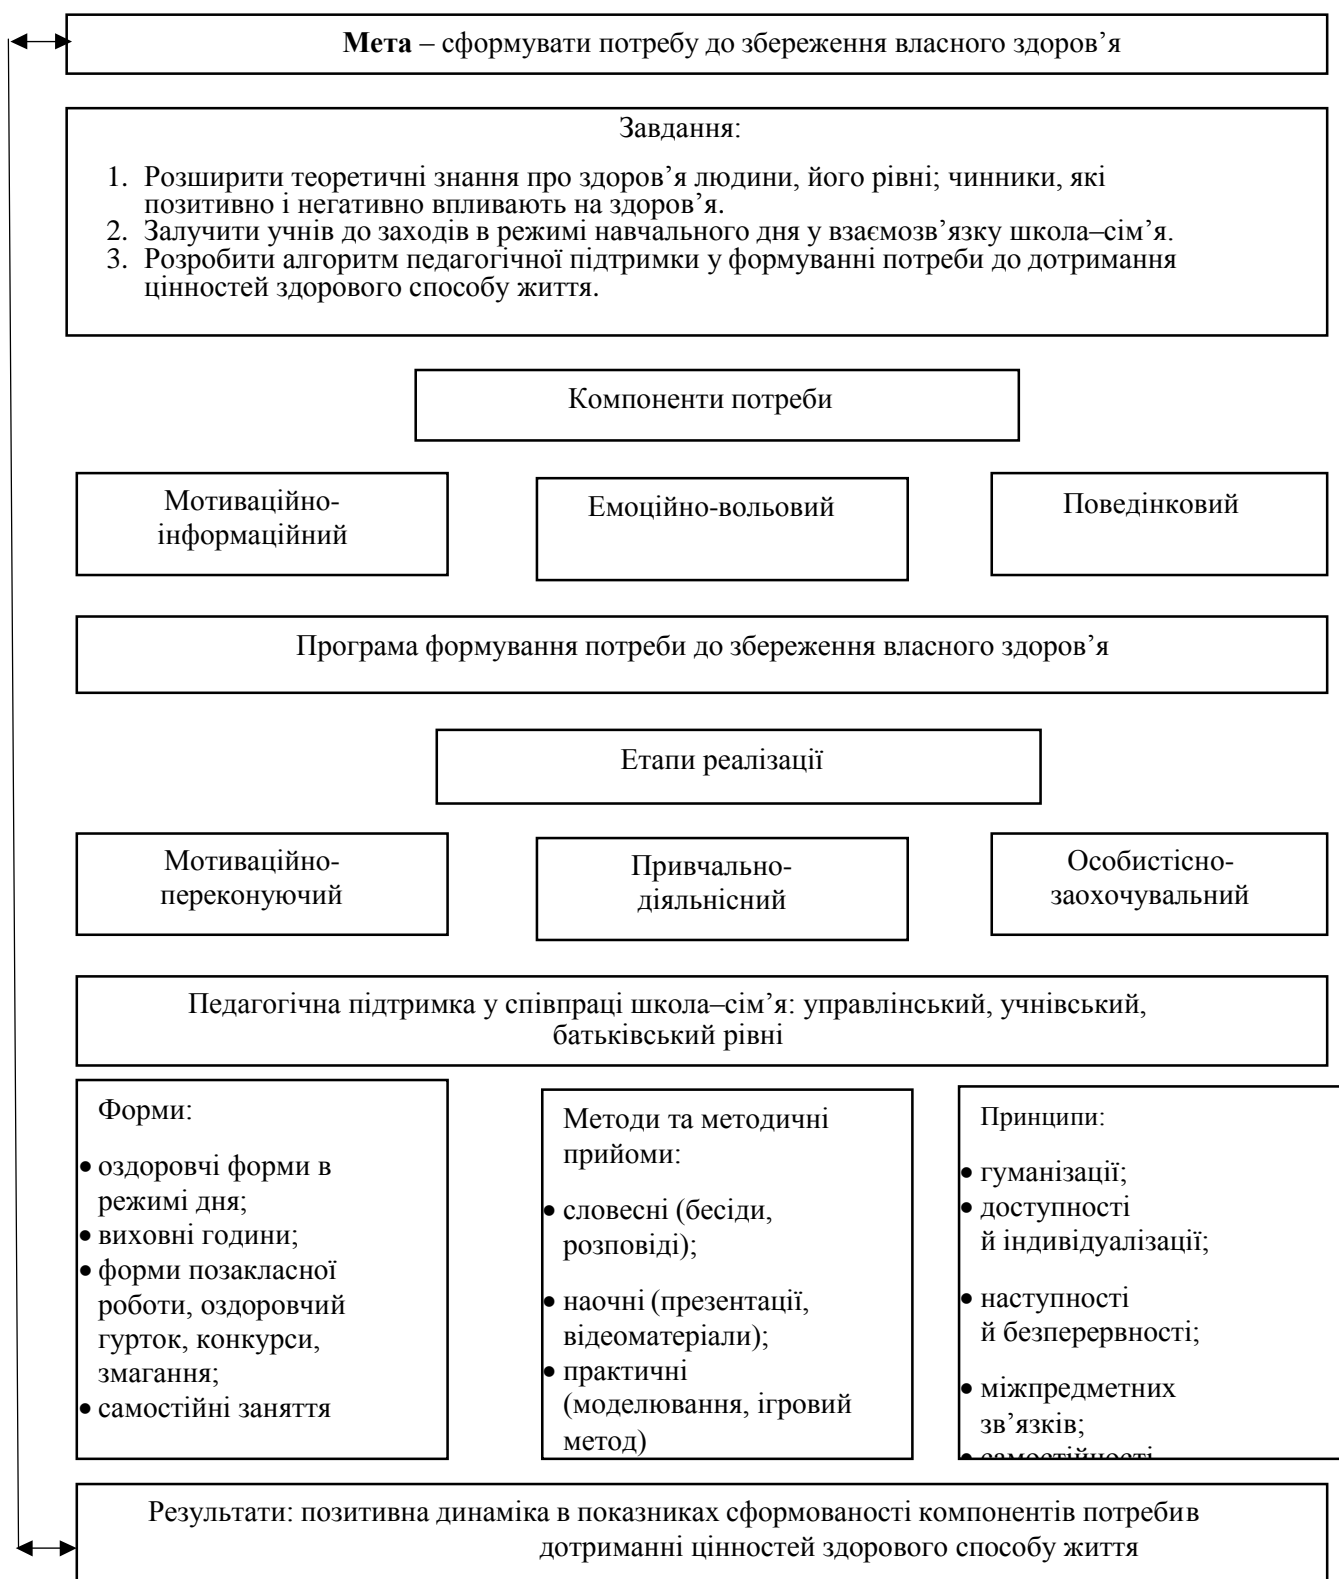 Мета – сформувати потребу до збереження власного здоров’я
Завдання:
1. Розширити теоретичні знання про здоров’я людини, його рівні; чинники, які
позитивно і негативно впливають на здоров’я.
2. Залучити учнів до заходів в режимі навчального дня у взаємозв’язку школа–сім’я.
3. Розробити алгоритм педагогічної підтримки у формуванні потреби до дотримання
цінностей здорового способу життя.
Компоненти потреби
Мотиваційно-
інформаційний
Емоційно-вольовий
Поведінковий
Програма формування потреби до збереження власного здоров’я
Етапи реалізації
Мотиваційно-
переконуючий
Привчально-
діяльнісний
Особистісно-
заохочувальний
Педагогічна підтримка у співпраці школа–сім’я: управлінський, учнівський,
батьківський рівні
Форми:
• оздоровчі форми в
режимі дня;
• виховні години;
• форми позакласної
роботи, оздоровчий
гурток, конкурси,
змагання;
• самостійні заняття
Методи та методичні
прийоми:
• словесні (бесіди,
розповіді);
• наочні (презентації,
відеоматеріали);
• практичні
(моделювання, ігровий
метод)
Принципи:
• гуманізації;
• доступності
й індивідуалізації;
• наступності
й безперервності;
• міжпредметних
зв’язків;
• самостійності
Результати: позитивна динаміка в показниках сформованості компонентів потреби в
дотриманні цінностей здорового способу життя